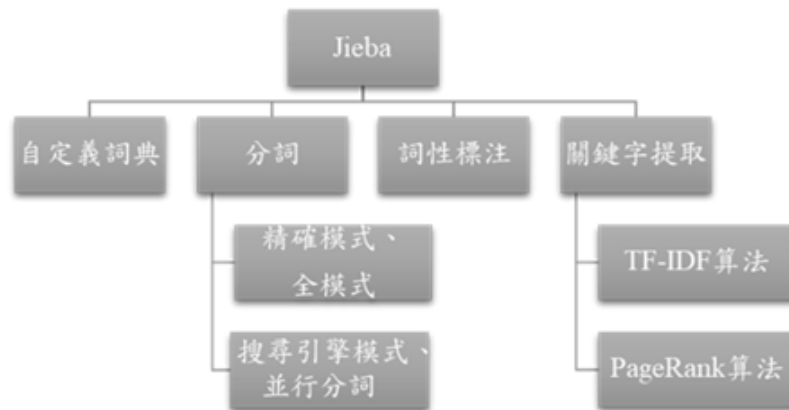 Jieba
自定義詞典
分詞
詞性標注
關鍵字提取
精確模式、
全模式
搜尋引擎模式、
並行分詞
TF-IDF算法
PageRank算法